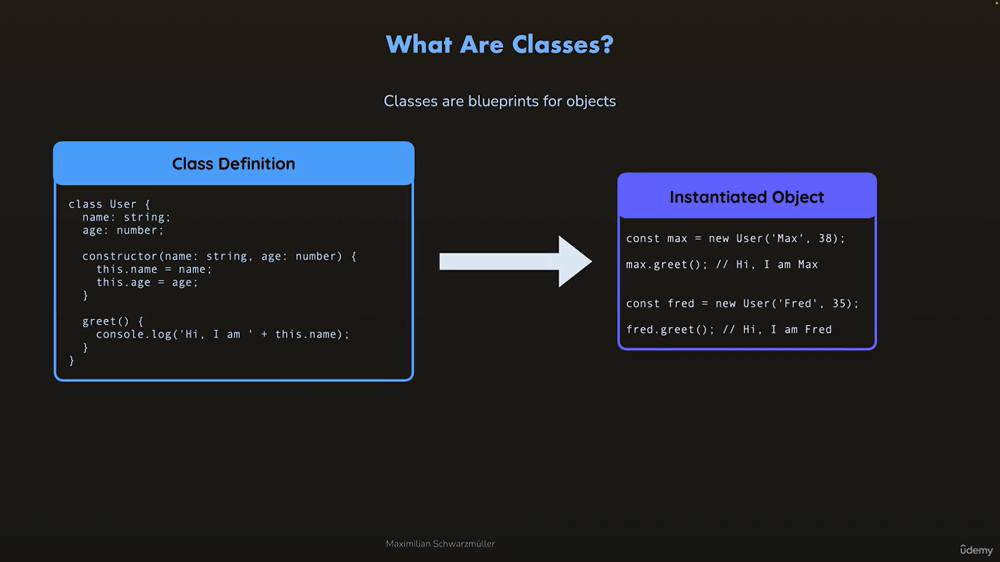 What Are Classes?
Classes are blueprints for objects
Class Definition
class User {
  name: string;
  age: number;
  constructor(name: string, age: number) {
    this.name = name;
    this.age = age;
  }
  greet() {
    console.log('Hi, I am ' + this.name);
  }
}
Instantiated Object
const max = new User('Max', 38);
max.greet(); // Hi, I am Max
const fred = new User('Fred', 35);
fred.greet(); // Hi, I am Fred
Maximilian Schwarzmüller
ûdemy